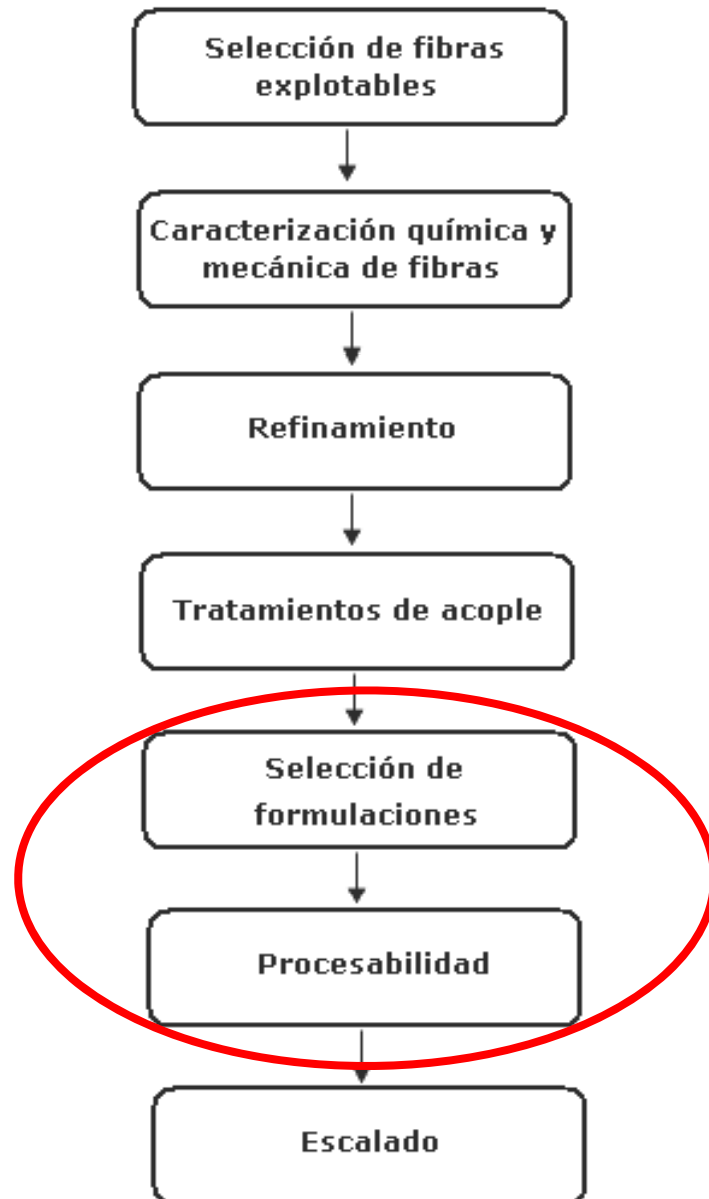 Selección de fibras
explotables
Caracterización química y
mecánica de fibras
Refinamiento
Tratamientos de acople
Selección de
formulaciones
Procesabilidad
Escalado